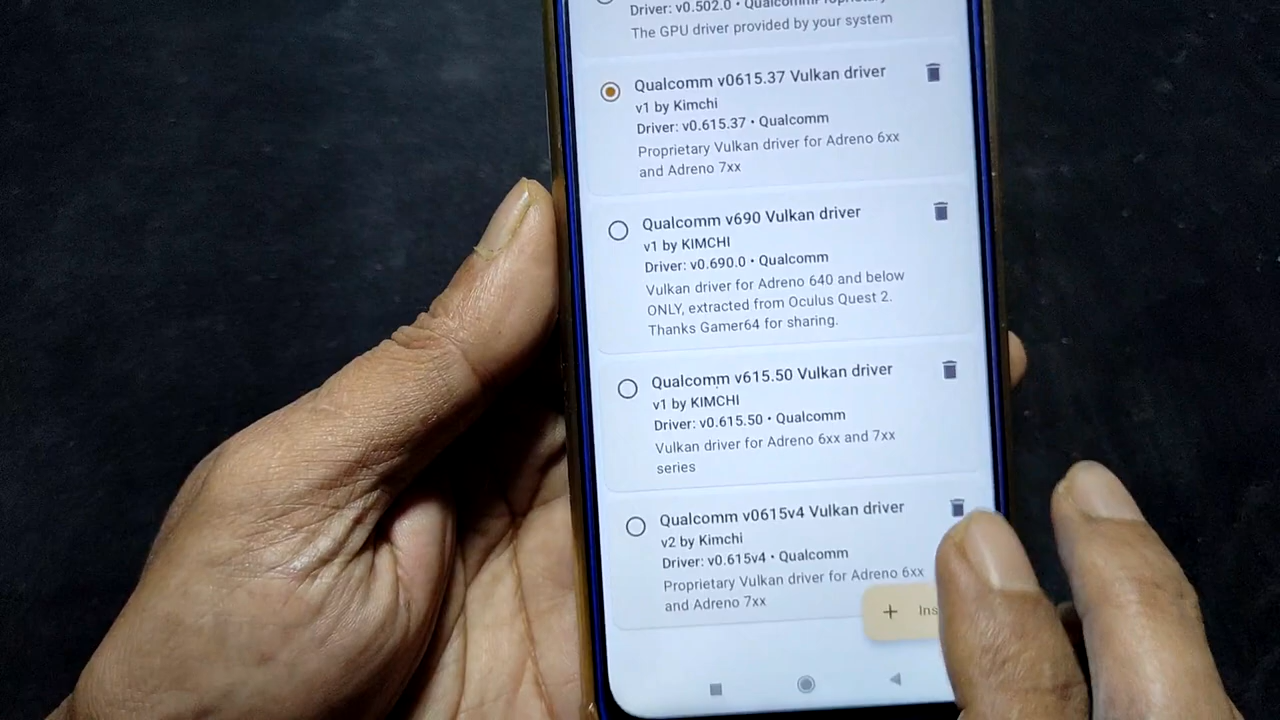 Driver: v0.502.0 • QualcommProprietary
The GPU driver provided by your system
Qualcomm v0615.37 Vulkan driver
v1 by Kimchi
Driver: v0.615.37 • Qualcomm
Proprietary Vulkan driver for Adreno 6xx
and Adreno 7xx
Qualcomm v690 Vulkan driver
v1 by KIMCHI
Driver: v0.690.0 • Qualcomm
Vulkan driver for Adreno 640 and below
ONLY, extracted from Oculus Quest 2.
Thanks Gamer64 for sharing.
Qualcomm v615.50 Vulkan driver
v1 by KIMCHI
Driver: v0.615.50 • Qualcomm
Vulkan driver for Adreno 6xx and 7xx
series
Qualcomm v0615v4 Vulkan driver
v2 by Kimchi
Driver: v0.615v4 • Qualcomm
Proprietary Vulkan driver for Adreno 6xx
and Adreno 7xx
+ Ins